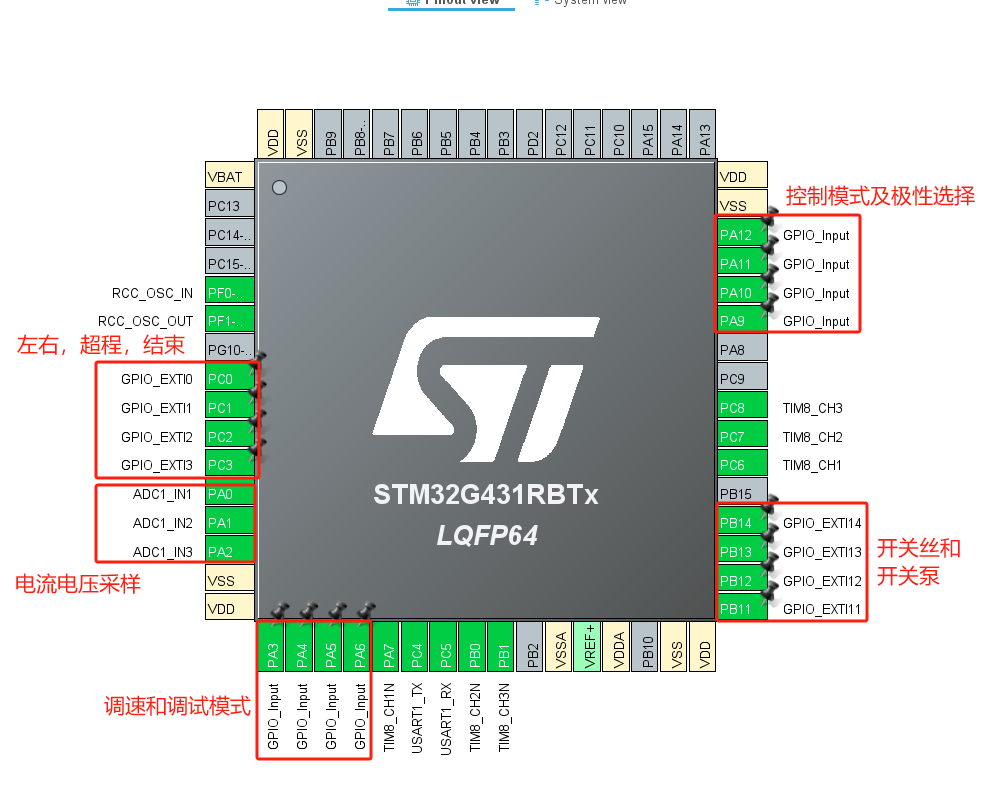 Pinout view System view
VDD VSS PB9 PB8-.. PB7 PB6 PB5 PB4 PB3 PD2 PC12 PC11 PC10 PA15 PA14 PA13
VBAT
PC13
PC14-..
PC15-..
RCC_OSC_IN PF0-..
RCC_OSC_OUT PF1-..
左右，超程，结束
PG10-..
GPIO_EXTI0 PC0
GPIO_EXTI1 PC1
GPIO_EXTI2 PC2
GPIO_EXTI3 PC3
ADC1_IN1 PA0
ADC1_IN2 PA1
ADC1_IN3 PA2
电流电压采样
VSS
VDD
ST
STM32G431RBTx
LQFP64
VDD
控制模式及极性选择
VSS
PA12 GPIO_Input
PA11 GPIO_Input
PA10 GPIO_Input
PA9 GPIO_Input
PA8
PC9
PC8 TIM8_CH3
PC7 TIM8_CH2
PC6 TIM8_CH1
PB15
PB14 GPIO_EXTI14
PB13 GPIO_EXTI13
PB12 GPIO_EXTI12
PB11 GPIO_EXTI11
开关丝和
开关泵
PA3 PA4 PA5 PA6 PA7 PC4 PC5 PB0 PB1 PB2 VSSA VREF+ VDDA PB10 VSS VDD
调速和调试模式
GPIO_Input GPIO_Input GPIO_Input GPIO_Input TIM8_CH1N USART1_TX USART1_RX TIM8_CH2N TIM8_CH3N